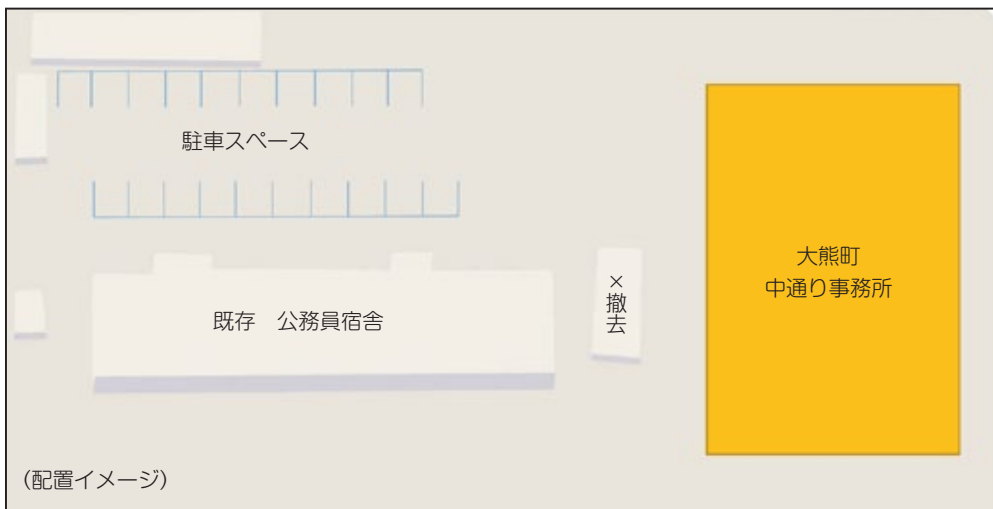 駐車スペース
大熊町
中通り事務所
×撤去
既存　公務員宿舎
(配置イメージ)